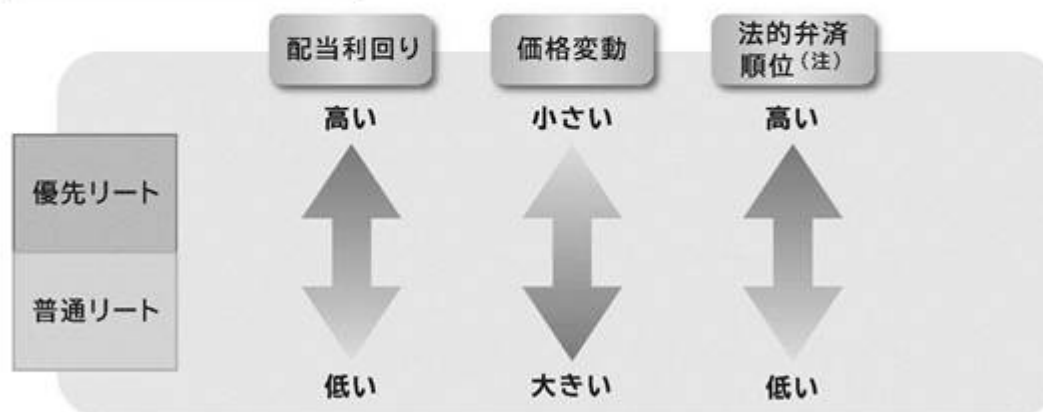 配当利回り
価格変動
法的弁済
順位(注)
高い
小さい
高い
優先リート
普通リート
低い
大きい
低い